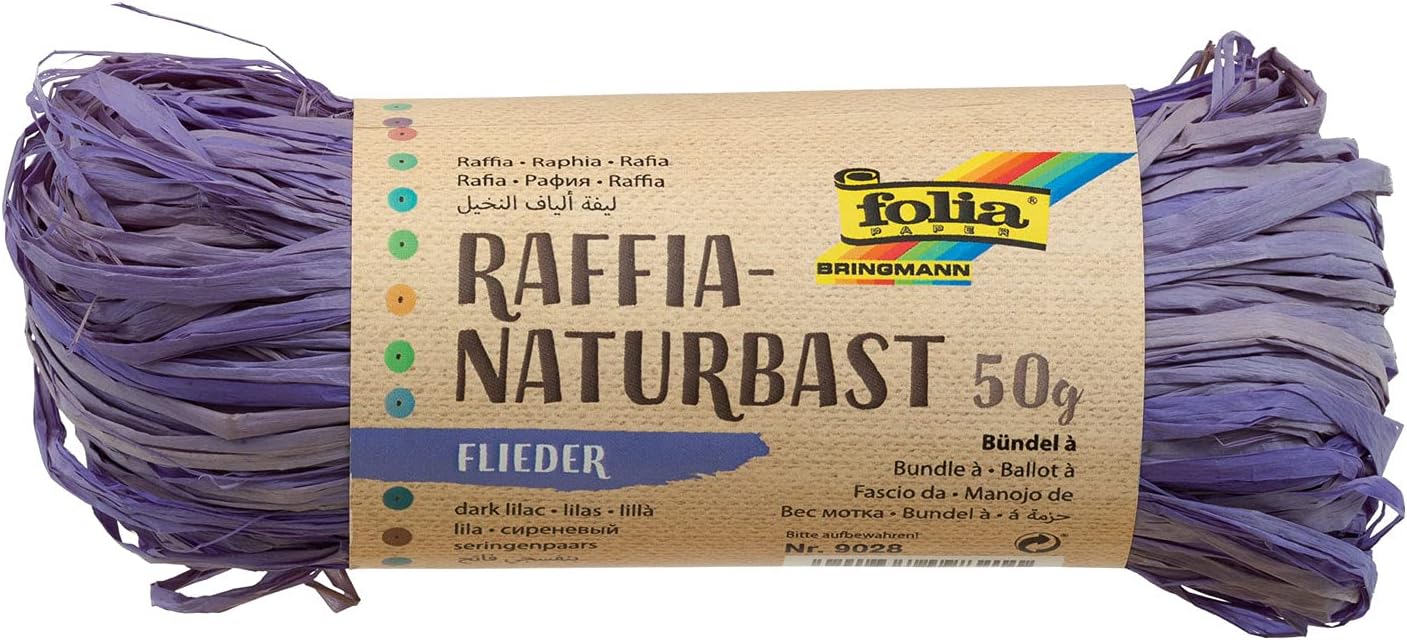 Raffia • Raphia • Rafia
Rafia • Рафия • Raffia
ليفة ألياف النخيل
folia®
PAPER
BRINGMANN
RAFFIA-
NATURBAST 50g
FLIEDER
dark lilac • lilas • lillà
lila • сиреневый
seringenpaars
بنفسجي فاتح
Bündel à
Bundle à • Ballot à
Fascio da • Manojo de
Вес мотка • Bundel à • á حزمة
Bitte aufbewahren!
Nr. 9028